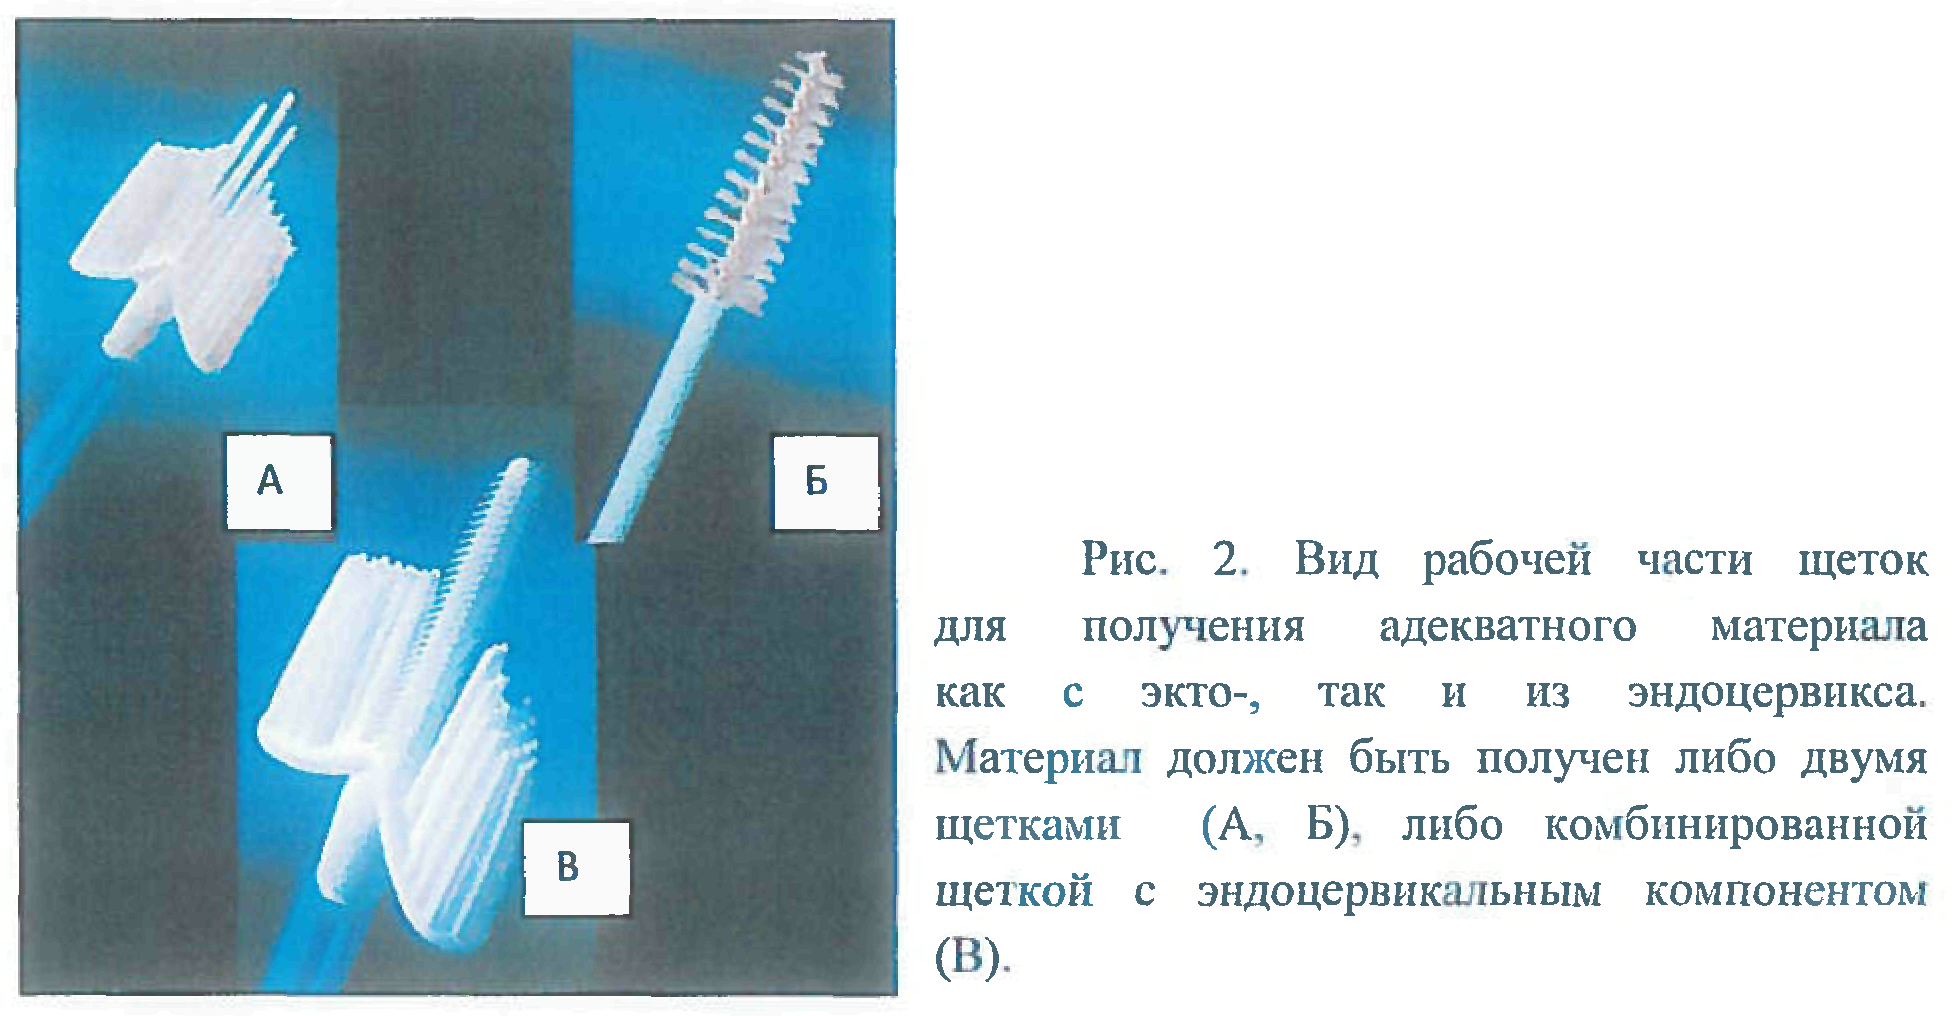 А
Б
В
Рис. 2. Вид рабочей части щеток
для получения адекватного материала
как с экто-, так и из эндоцервикса.
Материал должен быть получен либо двумя
щетками (А, Б), либо комбинированной
щеткой с эндоцервикальным компонентом
(В).